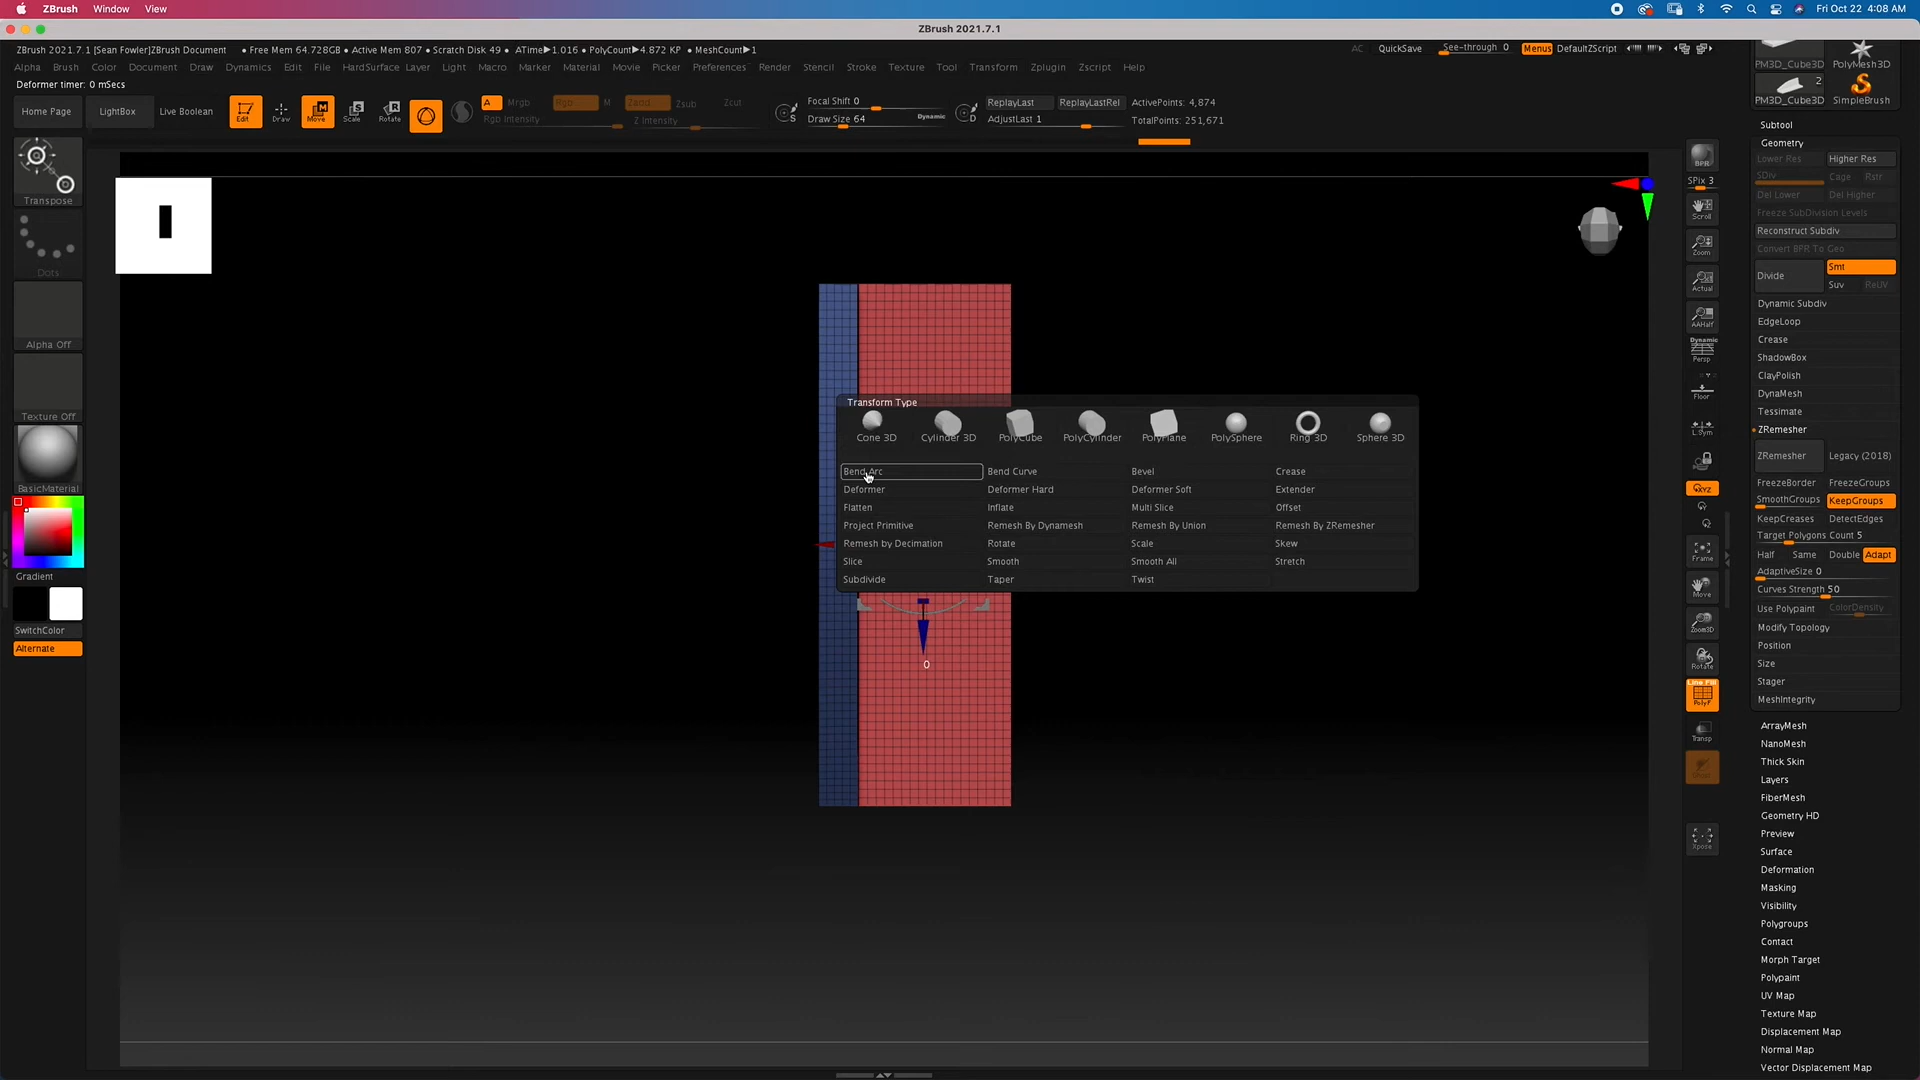 ZBrush Window View Fri Oct 22 4:08 AM
ZBrush 2021.7.1
ZBrush 2021.7.1 [Sean Fowler]ZBrush Document • Free Mem 64.728GB • Active Mem 807 • Scratch Disk 49 • ATime▶1.016 • PolyCount▶4.872 KP • MeshCount▶1 AC QuickSave See-through 0 Menus DefaultZScript
Alpha Brush Color Document Draw Dynamics Edit File HardSurface Layer Light Macro Marker Material Movie Picker Preferences Render Stencil Stroke Texture Tool Transform Zplugin Zscript Help
Deformer timer: 0 mSecs
Home Page LightBox Live Boolean Edit Draw Move Scale Rotate A Mrgb Rgb M Zadd Zsub Zcut
Rgb Intensity Z Intensity
Focal Shift 0
Draw Size 64 Dynamic
ReplayLast ReplayLastRel ActivePoints: 4,874
AdjustLast 1 TotalPoints: 251,671
Transpose
Dots
Alpha Off
Texture Off
BasicMaterial
Gradient
SwitchColor
Alternate
Transform Type
Cone 3D Cylinder 3D PolyCube PolyCylinder PolyPlane PolySphere Ring 3D Sphere 3D
Bend Arc Bend Curve Bevel Crease
Deformer Deformer Hard Deformer Soft Extender
Flatten Inflate Multi Slice Offset
Project Primitive Remesh By Dynamesh Remesh By Union Remesh By ZRemesher
Remesh by Decimation Rotate Scale Skew
Slice Smooth Smooth All Stretch
Subdivide Taper Twist
0
BPR
SPix 3
Scroll
Zoom
Actual
AAHalf
Dynamic
Persp
Floor
L.Sym
XYZ
Frame
Move
Zoom3D
Rotate
Line Fill
PolyF
Transp
Xpose
PM3D_Cube3D PolyMesh3D
2
PM3D_Cube3D SimpleBrush
Subtool
Geometry
Lower Res Higher Res
SDiv Cage Rstr
Del Lower Del Higher
Freeze SubDivision Levels
Reconstruct Subdiv
Convert BPR To Geo
Divide Smt
Suv ReUV
Dynamic Subdiv
EdgeLoop
Crease
ShadowBox
ClayPolish
DynaMesh
Tessimate
ZRemesher
ZRemesher Legacy (2018)
FreezeBorder FreezeGroups
SmoothGroups KeepGroups
KeepCreases DetectEdges
Target Polygons Count 5
Half Same Double Adapt
AdaptiveSize 0
Curves Strength 50
Use Polypaint ColorDensity
Modify Topology
Position
Size
Stager
MeshIntegrity
ArrayMesh
NanoMesh
Thick Skin
Layers
FiberMesh
Geometry HD
Preview
Surface
Deformation
Masking
Visibility
Polygroups
Contact
Morph Target
Polypaint
UV Map
Texture Map
Displacement Map
Normal Map
Vector Displacement Map